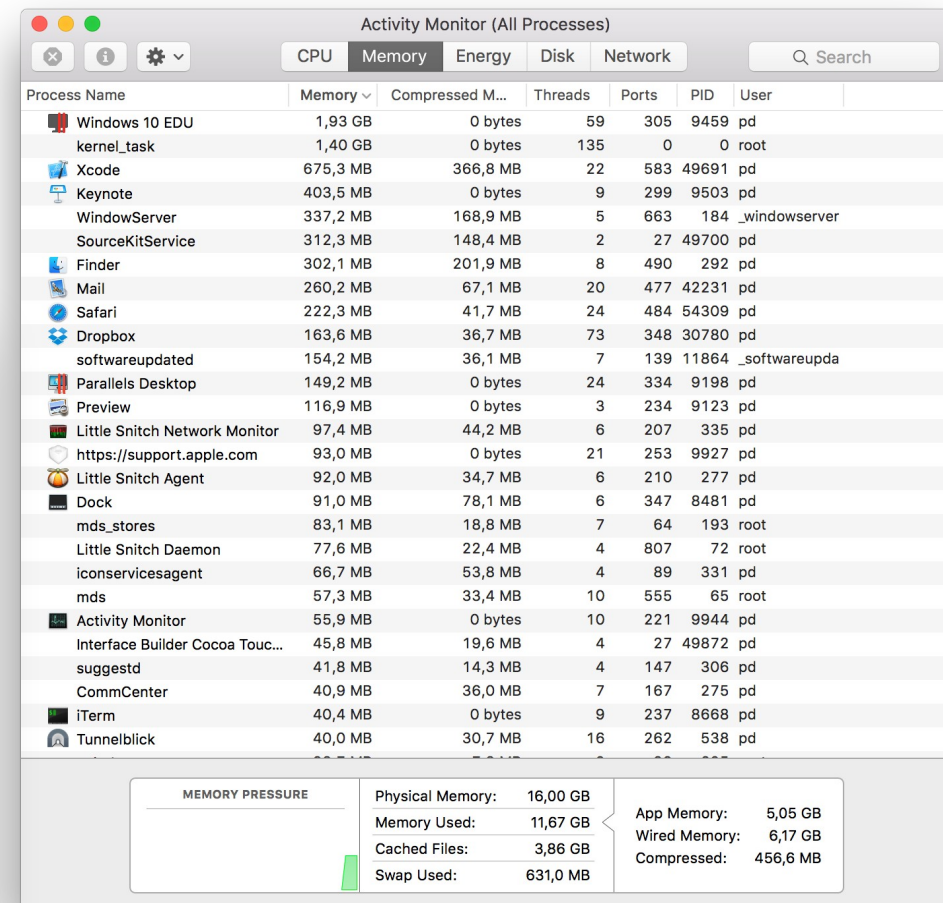 Activity Monitor (All Processes)
CPU Memory Energy Disk Network Search
Process Name Memory Compressed M... Threads Ports PID User
Windows 10 EDU 1,93 GB 0 bytes 59 305 9459 pd
kernel_task 1,40 GB 0 bytes 135 0 0 root
Xcode 675,3 MB 366,8 MB 22 583 49691 pd
Keynote 403,5 MB 0 bytes 9 299 9503 pd
WindowServer 337,2 MB 168,9 MB 5 663 184 _windowserver
SourceKitService 312,3 MB 148,4 MB 2 27 49700 pd
Finder 302,1 MB 201,9 MB 8 490 292 pd
Mail 260,2 MB 67,1 MB 20 477 42231 pd
Safari 222,3 MB 41,7 MB 24 484 54309 pd
Dropbox 163,6 MB 36,7 MB 73 348 30780 pd
softwareupdated 154,2 MB 36,1 MB 7 139 11864 _softwareupda
Parallels Desktop 149,2 MB 0 bytes 24 334 9198 pd
Preview 116,9 MB 0 bytes 3 234 9123 pd
Little Snitch Network Monitor 97,4 MB 44,2 MB 6 207 335 pd
https://support.apple.com 93,0 MB 0 bytes 21 253 9927 pd
Little Snitch Agent 92,0 MB 34,7 MB 6 210 277 pd
Dock 91,0 MB 78,1 MB 6 347 8481 pd
mds_stores 83,1 MB 18,8 MB 7 64 193 root
Little Snitch Daemon 77,6 MB 22,4 MB 4 807 72 root
iconservicesagent 66,7 MB 53,8 MB 4 89 331 pd
mds 57,3 MB 33,4 MB 10 555 65 root
Activity Monitor 55,9 MB 0 bytes 10 221 9944 pd
Interface Builder Cocoa Touc... 45,8 MB 19,6 MB 4 27 49872 pd
suggestd 41,8 MB 14,3 MB 4 147 306 pd
CommCenter 40,9 MB 36,0 MB 7 167 275 pd
iTerm 40,4 MB 0 bytes 9 237 8668 pd
Tunnelblick 40,0 MB 30,7 MB 16 262 538 pd
MEMORY PRESSURE
Physical Memory: 16,00 GB
Memory Used: 11,67 GB
Cached Files: 3,86 GB
Swap Used: 631,0 MB
App Memory: 5,05 GB
Wired Memory: 6,17 GB
Compressed: 456,6 MB